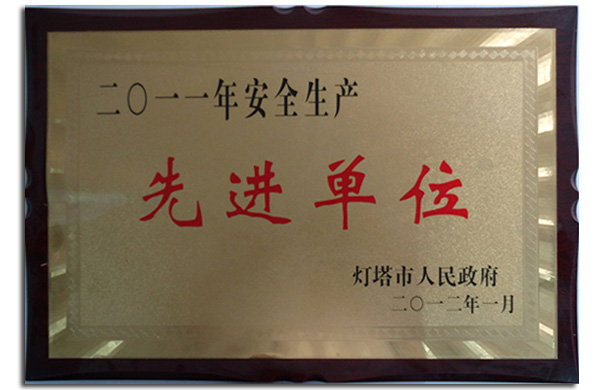 二〇一一年安全生产
先进单位
灯塔市人民政府
二〇一二年一月